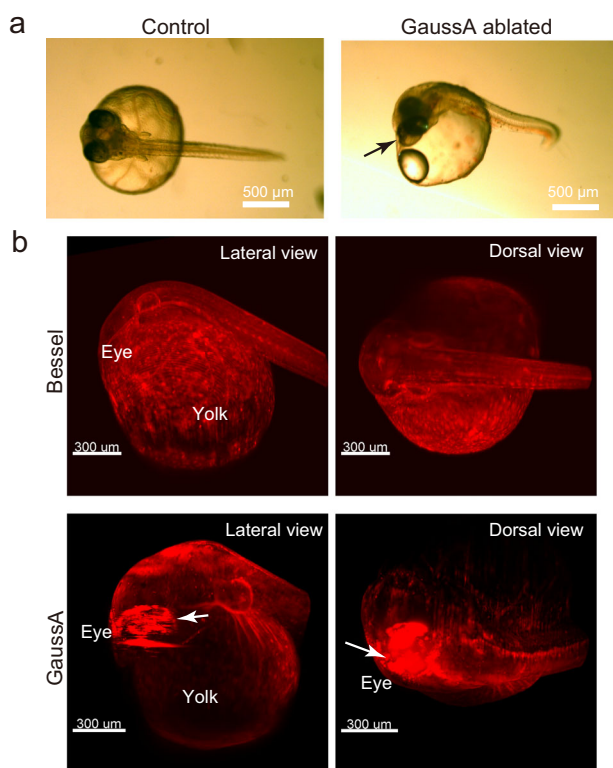 a
Control
GaussA ablated
500 µm
500 µm
b
Bessel
Lateral view
Eye
Yolk
300 um
Dorsal view
300 um
GaussA
Lateral view
Eye
Yolk
300 um
Dorsal view
Eye
300 um